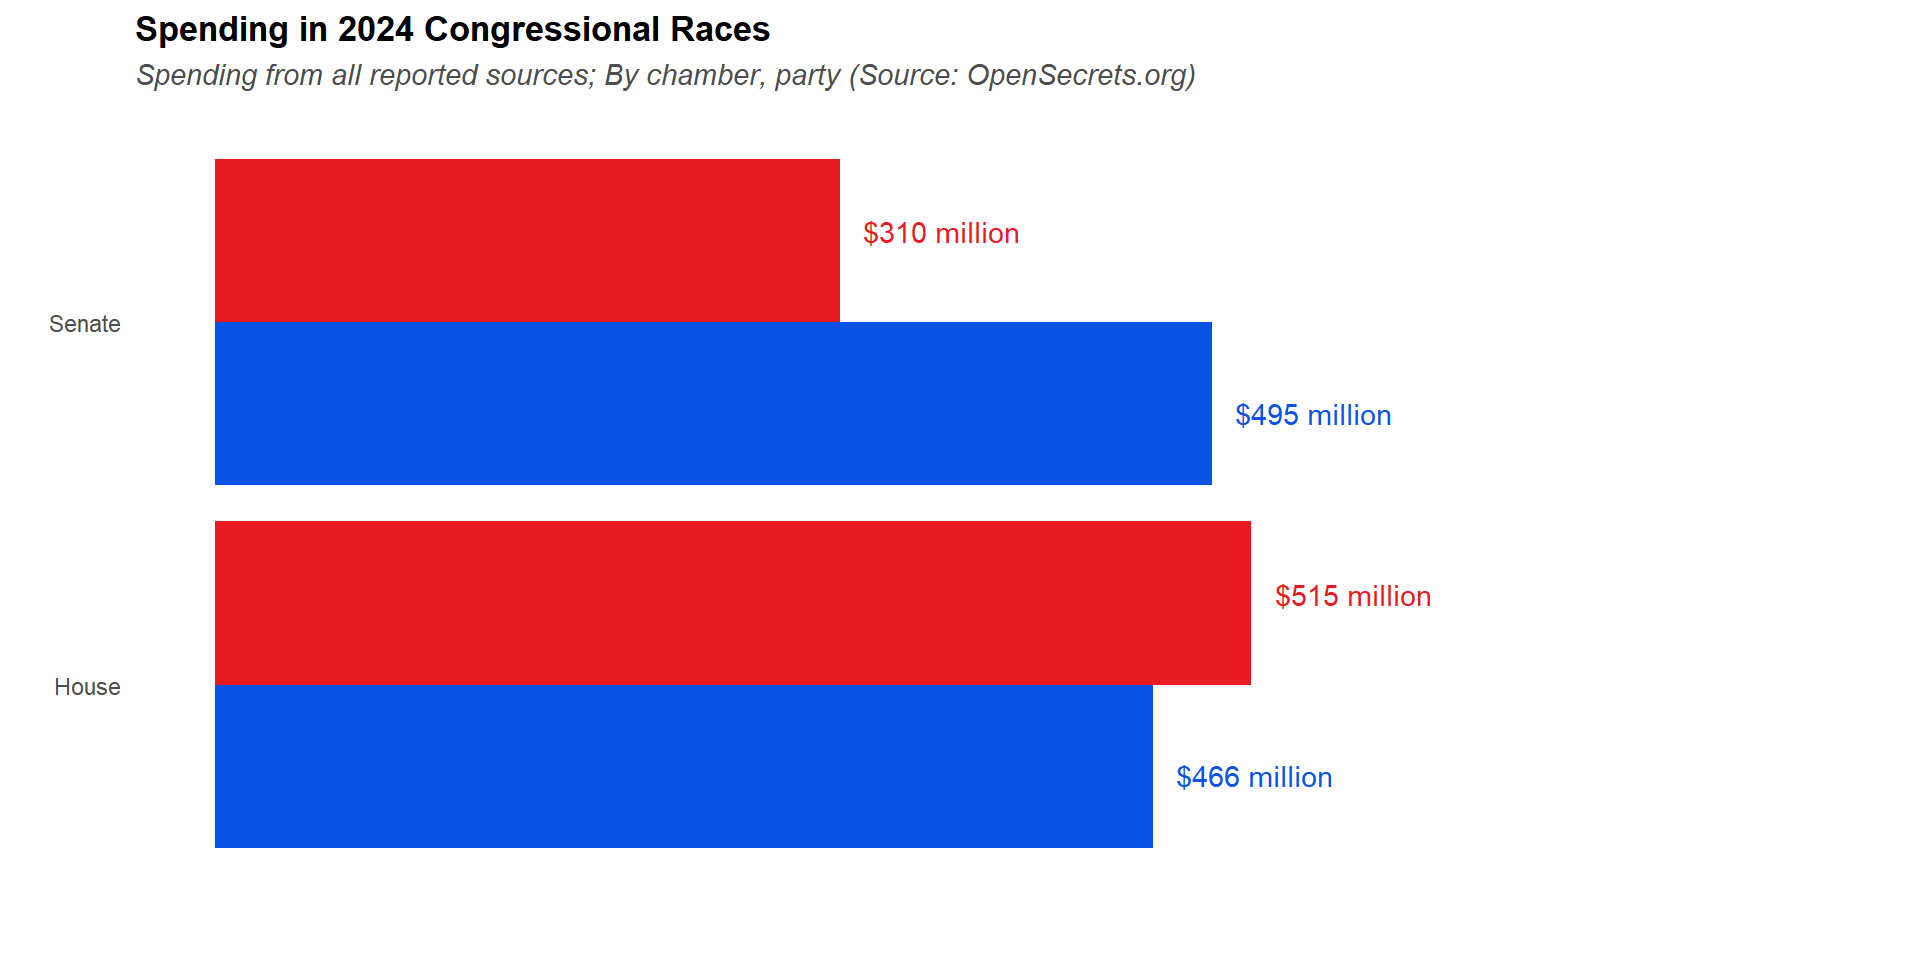 Spending in 2024 Congressional Races
Spending from all reported sources; By chamber, party (Source: OpenSecrets.org)
$310 million
Senate
$495 million
$515 million
House
$466 million